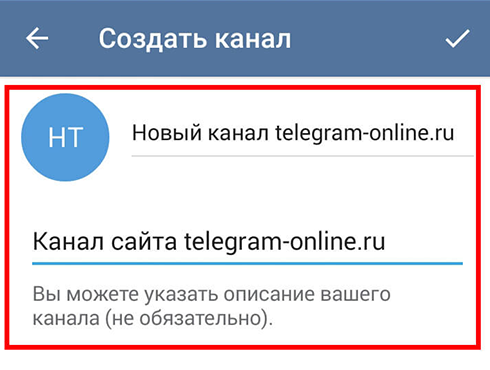 Создать канал
НТ
Новый канал telegram-online.ru
Канал сайта telegram-online.ru
Вы можете указать описание вашего
канала (не обязательно).